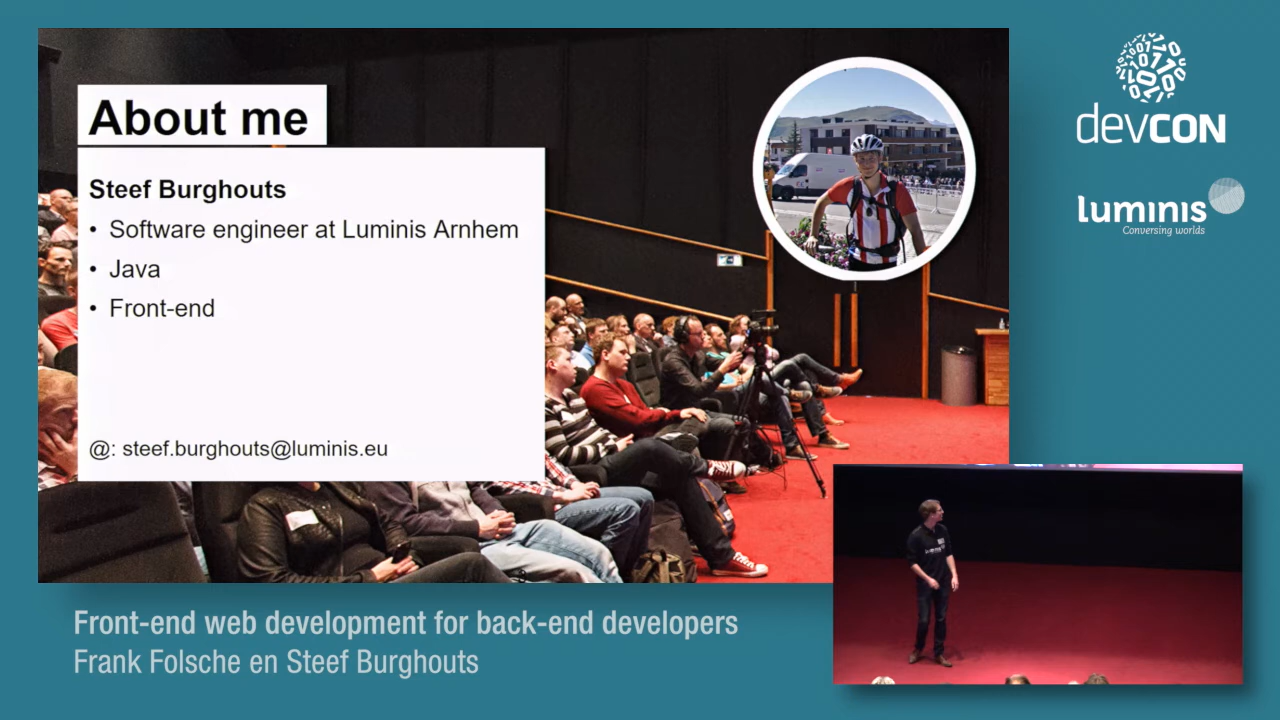 About me
Steef Burghouts
• Software engineer at Luminis Arnhem
• Java
• Front-end
@: steef.burghouts@luminis.eu
devCON
luminis
Conversing worlds
Front-end web development for back-end developers
Frank Folsche en Steef Burghouts